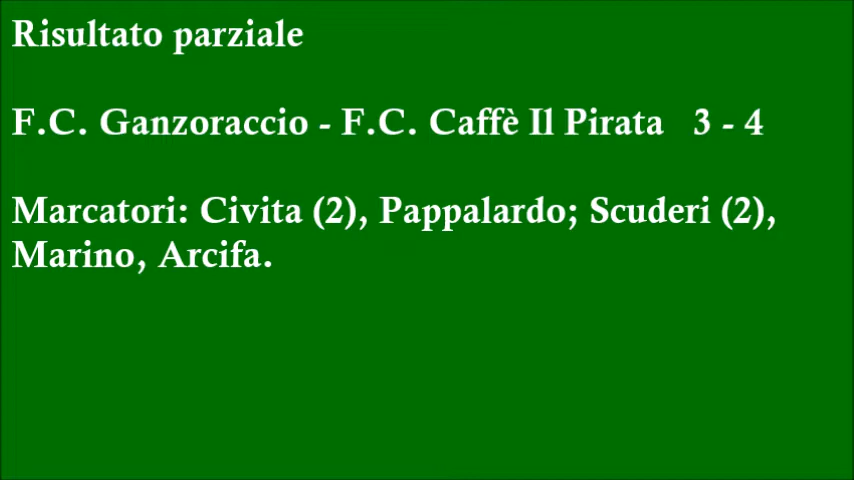 Risultato parziale
F.C. Ganzoraccio - F.C. Caffè Il Pirata 3 - 4
Marcatori: Civita (2), Pappalardo; Scuderi (2),
Marino, Arcifa.